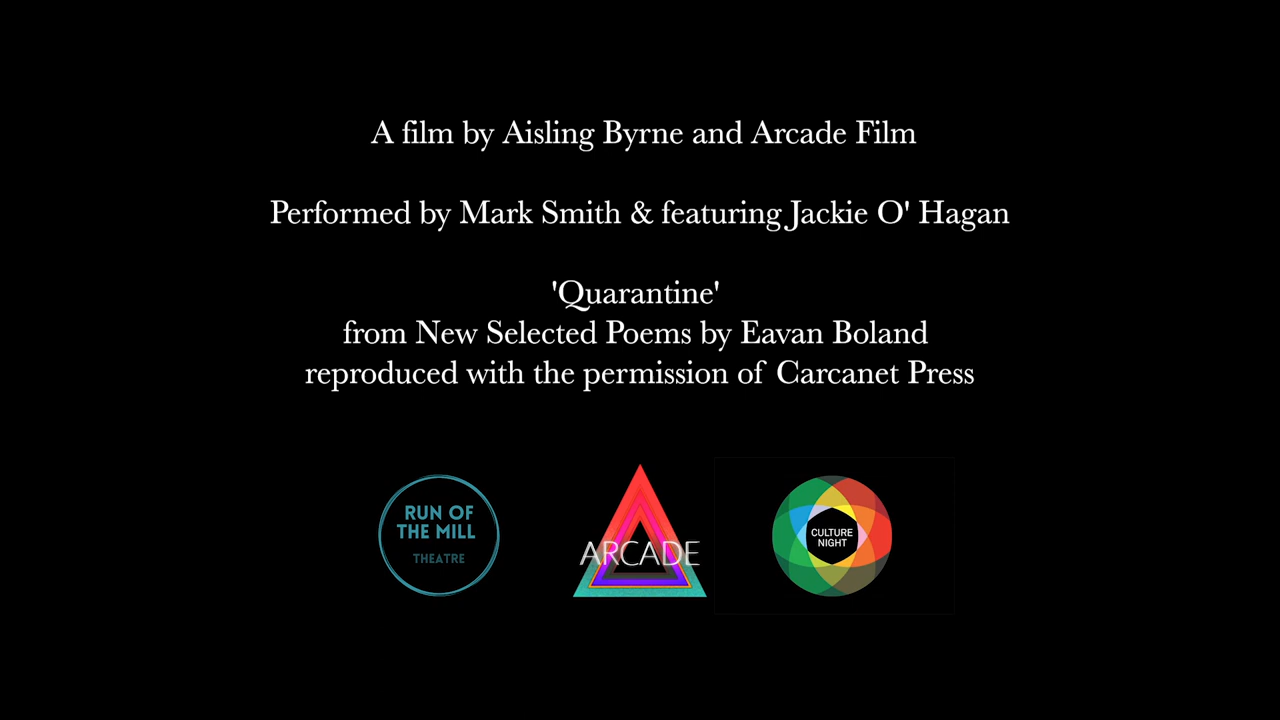 A film by Aisling Byrne and Arcade Film
Performed by Mark Smith & featuring Jackie O' Hagan
'Quarantine'
from New Selected Poems by Eavan Boland
reproduced with the permission of Carcanet Press
RUN OF
THE MILL
THEATRE
ARCADE
CULTURE
NIGHT